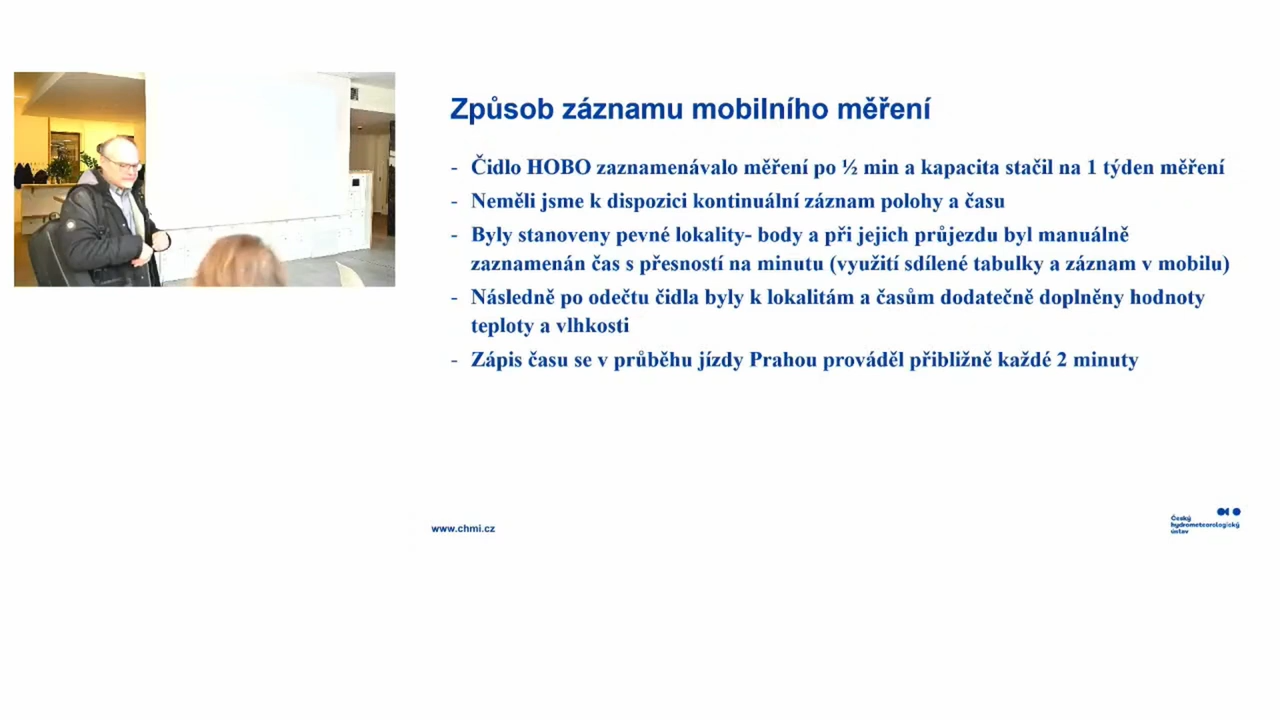 Způsob záznamu mobilního měření
- Čidlo HOBO zaznamenávalo měření po ½ min a kapacita stačil na 1 týden měření
- Neměli jsme k dispozici kontinuální záznam polohy a času
- Byly stanoveny pevné lokality- body a při jejich průjezdu byl manuálně
zaznamenán čas s přesností na minutu (využití sdílené tabulky a záznam v mobilu)
- Následně po odečtu čidla byly k lokalitám a časům dodatečně doplněny hodnoty
teploty a vlhkosti
- Zápis času se v průběhu jízdy Prahou prováděl přibližně každé 2 minuty
www.chmi.cz
Český
hydrometeorologický
ústav